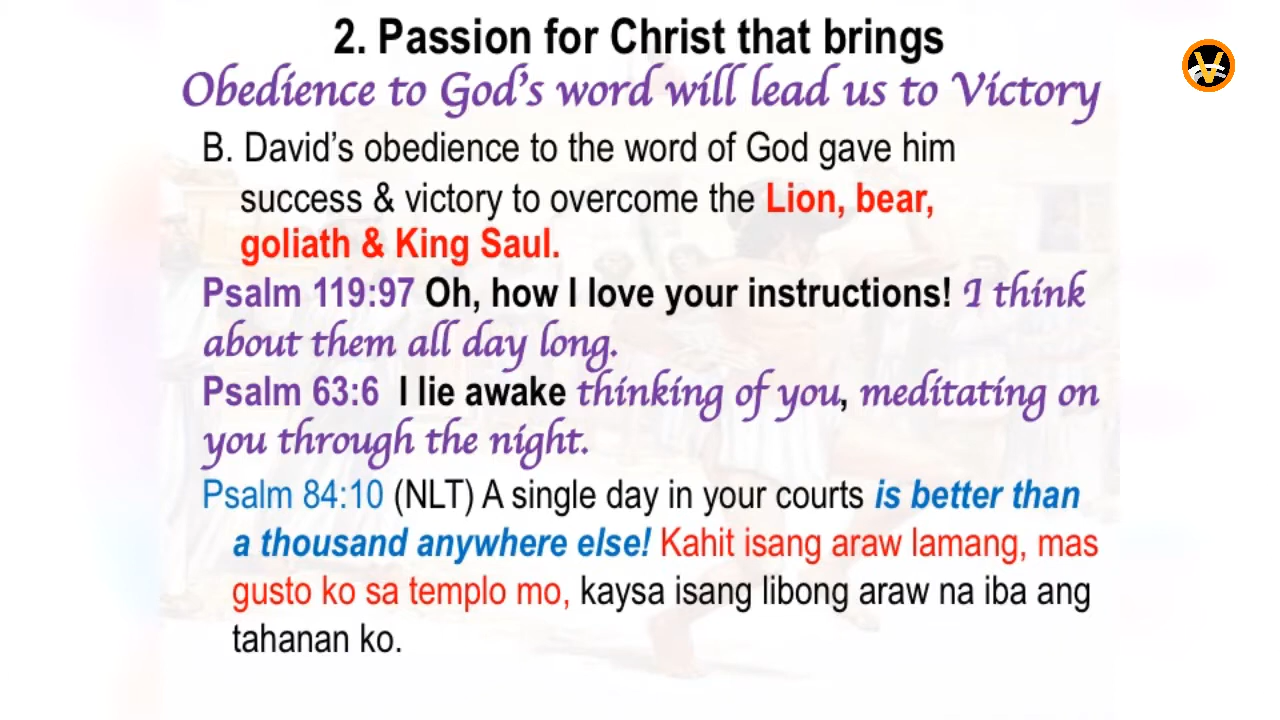 2. Passion for Christ that brings
Obedience to God's word will lead us to Victory
B. David's obedience to the word of God gave him
success & victory to overcome the Lion, bear,
goliath & King Saul.
Psalm 119:97 Oh, how I love your instructions! I think
about them all day long.
Psalm 63:6 I lie awake thinking of you, meditating on
you through the night.
Psalm 84:10 (NLT) A single day in your courts is better than
a thousand anywhere else! Kahit isang araw lamang, mas
gusto ko sa templo mo, kaysa isang libong araw na iba ang
tahanan ko.
V